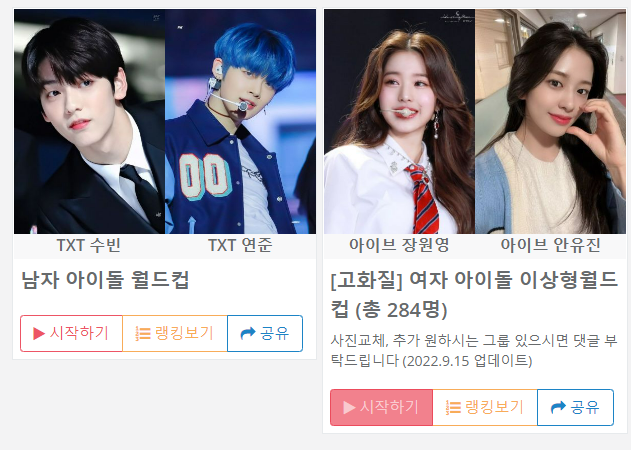 TXT 수빈
TXT 연준
남자 아이돌 월드컵
시작하기
랭킹보기
공유
아이브 장원영
아이브 안유진
[고화질] 여자 아이돌 이상형월드
컵 (총 284명)
사진교체, 추가 원하시는 그룹 있으시면 댓글 부
탁드립니다 (2022.9.15 업데이트)
시작하기
랭킹보기
공유